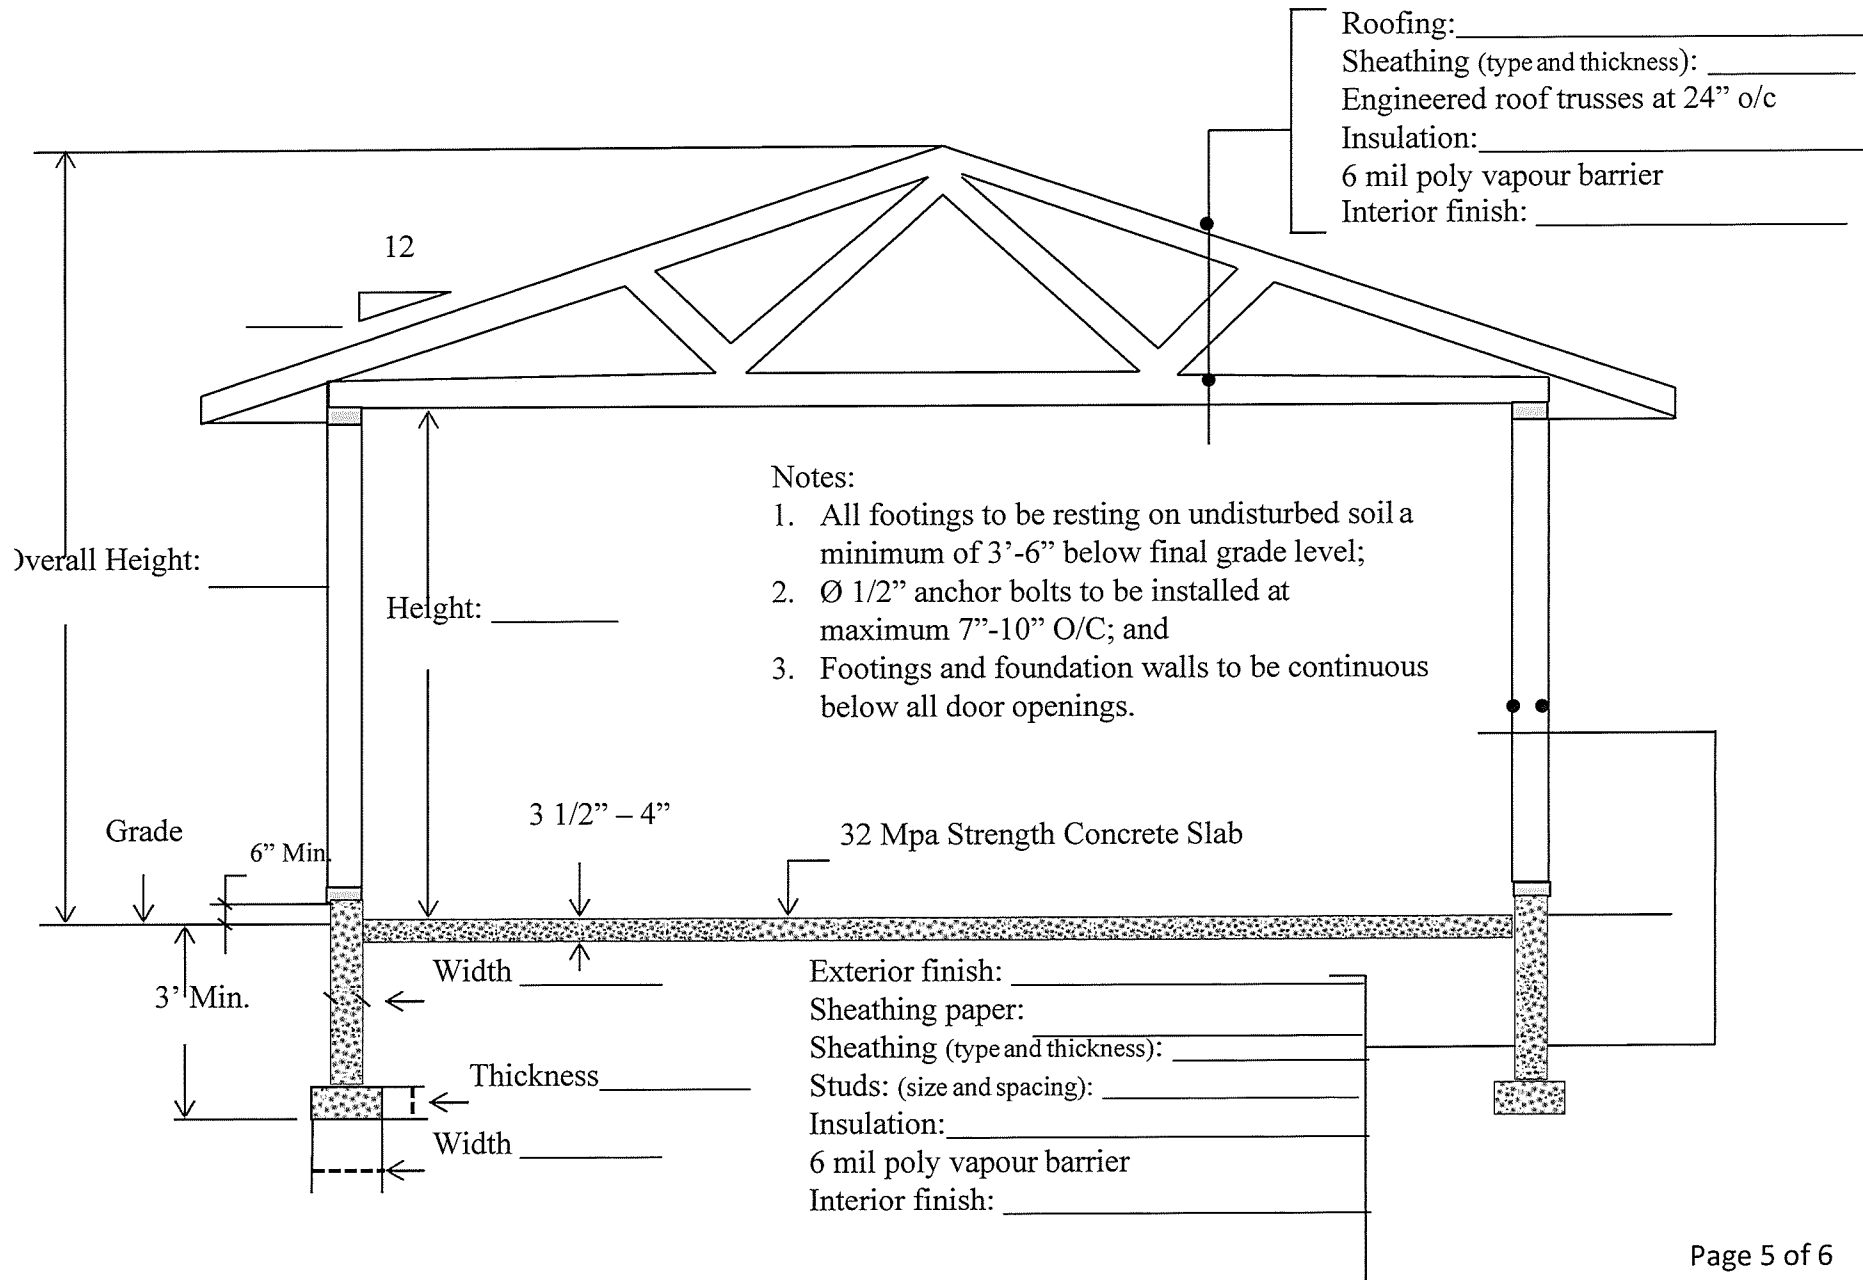 Roofing:
Sheathing (type and thickness):
Engineered roof trusses at 24” o/c
Insulation:
6 mil poly vapour barrier
Interior finish:
12
Notes:
1. All footings to be resting on undisturbed soil a
minimum of 3’-6” below final grade level;
2. Ø 1/2” anchor bolts to be installed at
maximum 7”-10” O/C; and
3. Footings and foundation walls to be continuous
below all door openings.
Overall Height:
Height:
3 1/2” – 4”
32 Mpa Strength Concrete Slab
Grade
6” Min.
3’ Min.
Width
Thickness
Width
Exterior finish:
Sheathing paper:
Sheathing (type and thickness):
Studs: (size and spacing):
Insulation:
6 mil poly vapour barrier
Interior finish:
Page 5 of 6